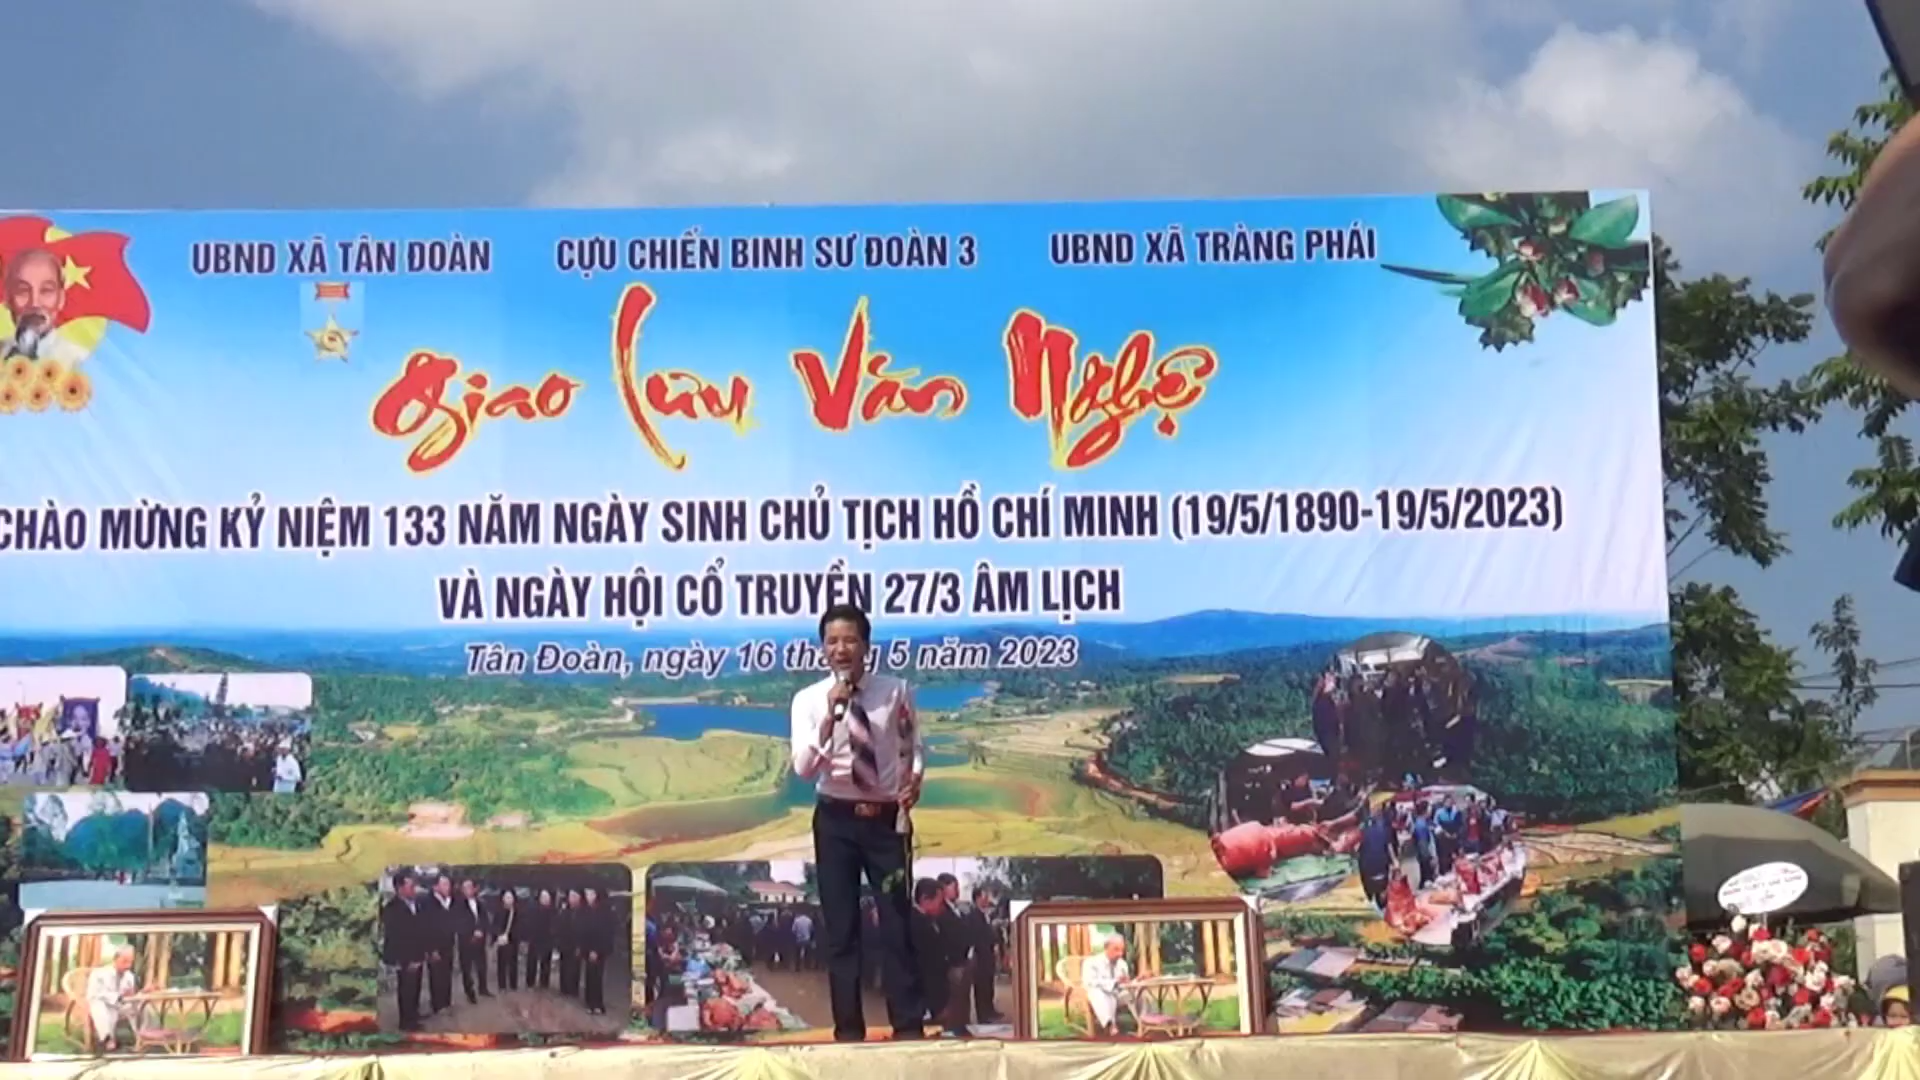 UBND XÃ TÂN ĐOÀN
CỰU CHIẾN BINH SƯ ĐOÀN 3
UBND XÃ TRÀNG PHÁI
Giao Lưu Văn Nghệ
CHÀO MỪNG KỶ NIỆM 133 NĂM NGÀY SINH CHỦ TỊCH HỒ CHÍ MINH (19/5/1890-19/5/2023)
VÀ NGÀY HỘI CỔ TRUYỀN 27/3 ÂM LỊCH
Tân Đoàn, ngày 16 tháng 5 năm 2023